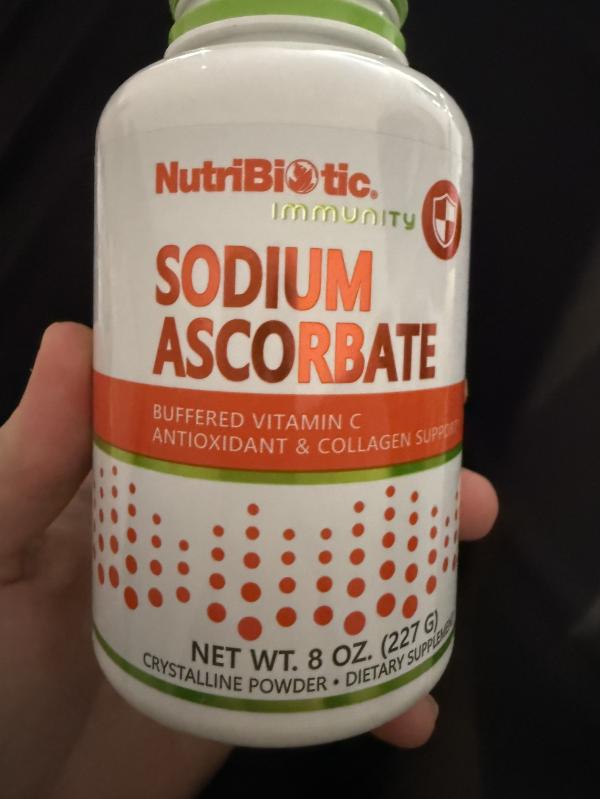 NutriBiotic®
immunity
SODIUM
ASCORBATE
BUFFERED VITAMIN C
ANTIOXIDANT & COLLAGEN SUPPORT
NET WT. 8 OZ. (227 G)
CRYSTALLINE POWDER • DIETARY SUPPLEMENT